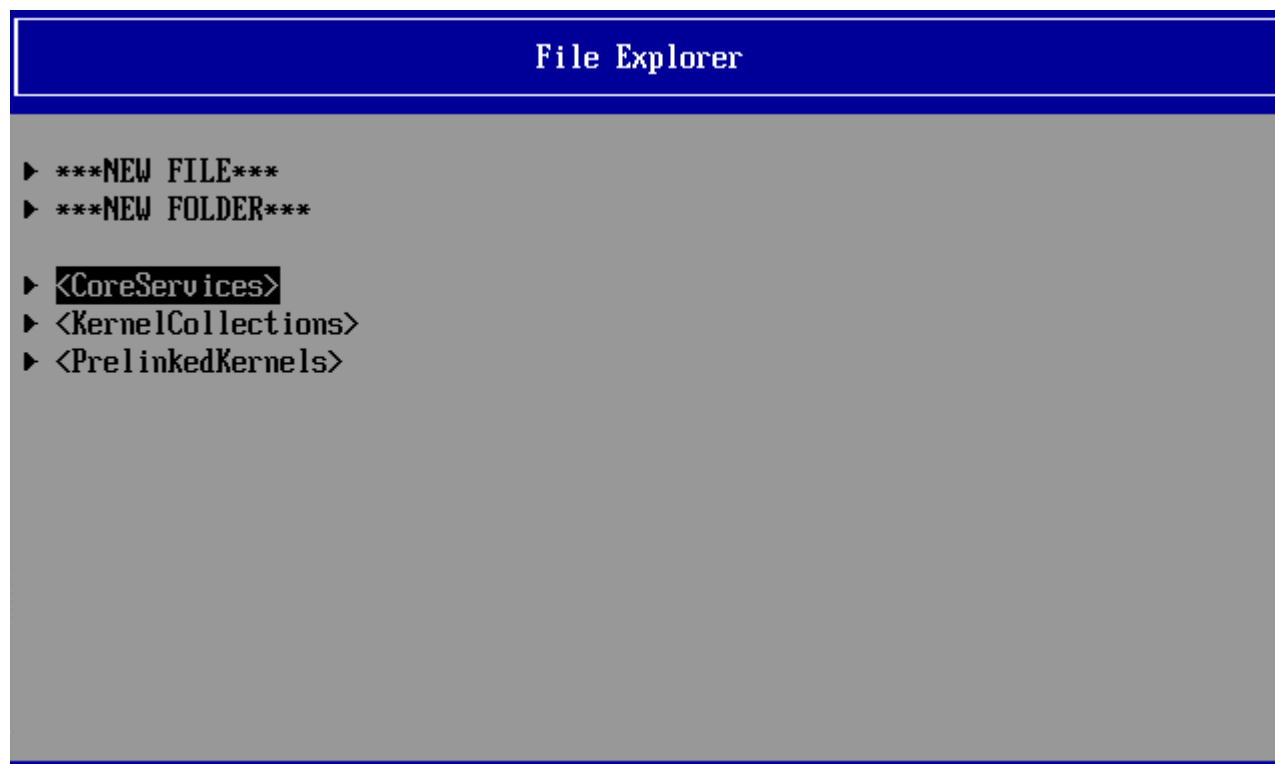 File Explorer
***NEW FILE***
***NEW FOLDER***
<CoreServices>
<KernelCollections>
<PrelinkedKernels>